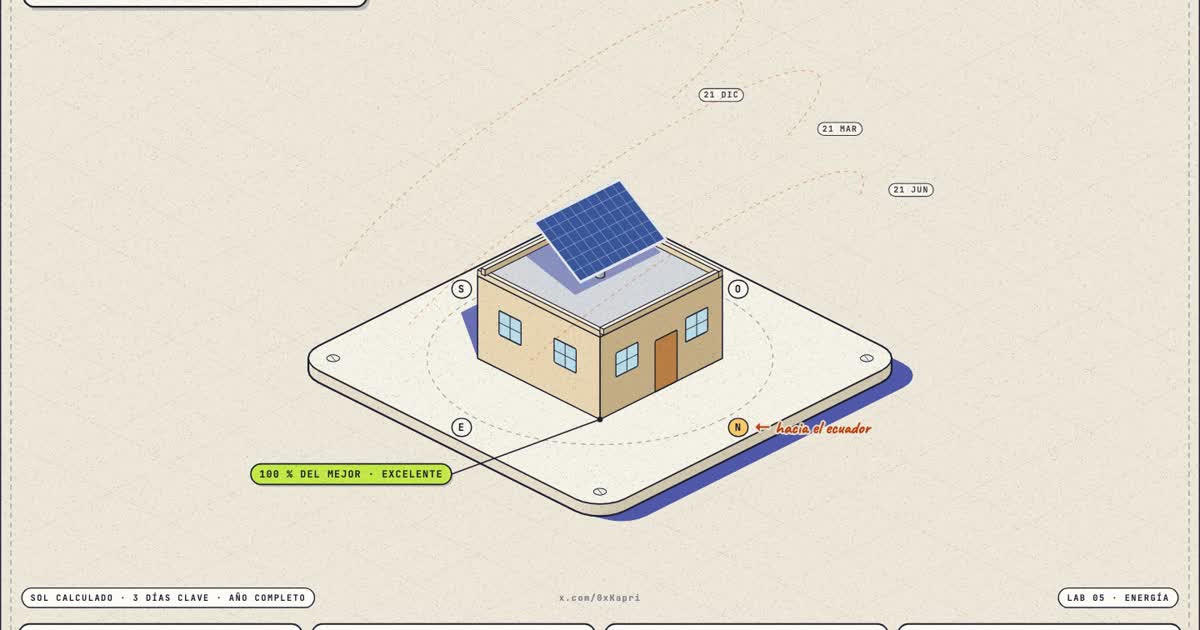 21 DIC
21 MAR
21 JUN
S
O
E
N
← hacia el ecuador
100 % DEL MEJOR · EXCELENTE
SOL CALCULADO · 3 DÍAS CLAVE · AÑO COMPLETO
x.com/0xKapri
LAB 05 · ENERGÍA